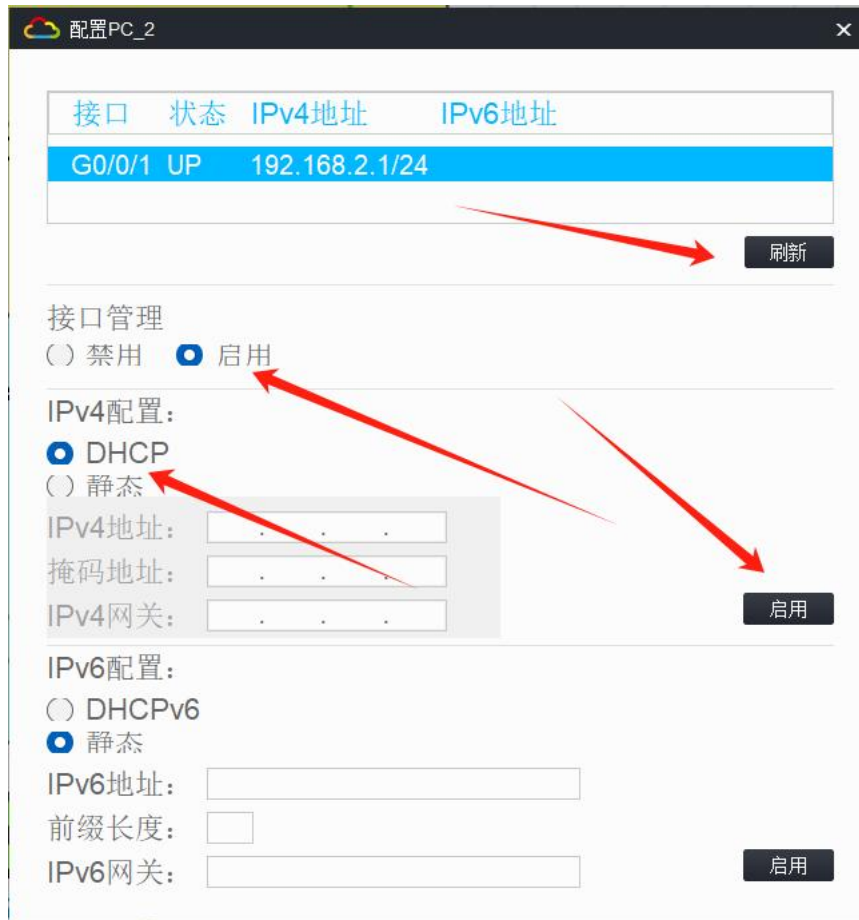 配置PC_2
接口 状态 IPv4地址 IPv6地址
G0/0/1 UP 192.168.2.1/24
刷新
接口管理
禁用 启用
IPv4配置：
DHCP
静态
IPv4地址：
掩码地址：
IPv4网关：
启用
IPv6配置：
DHCPv6
静态
IPv6地址：
前缀长度：
IPv6网关：
启用